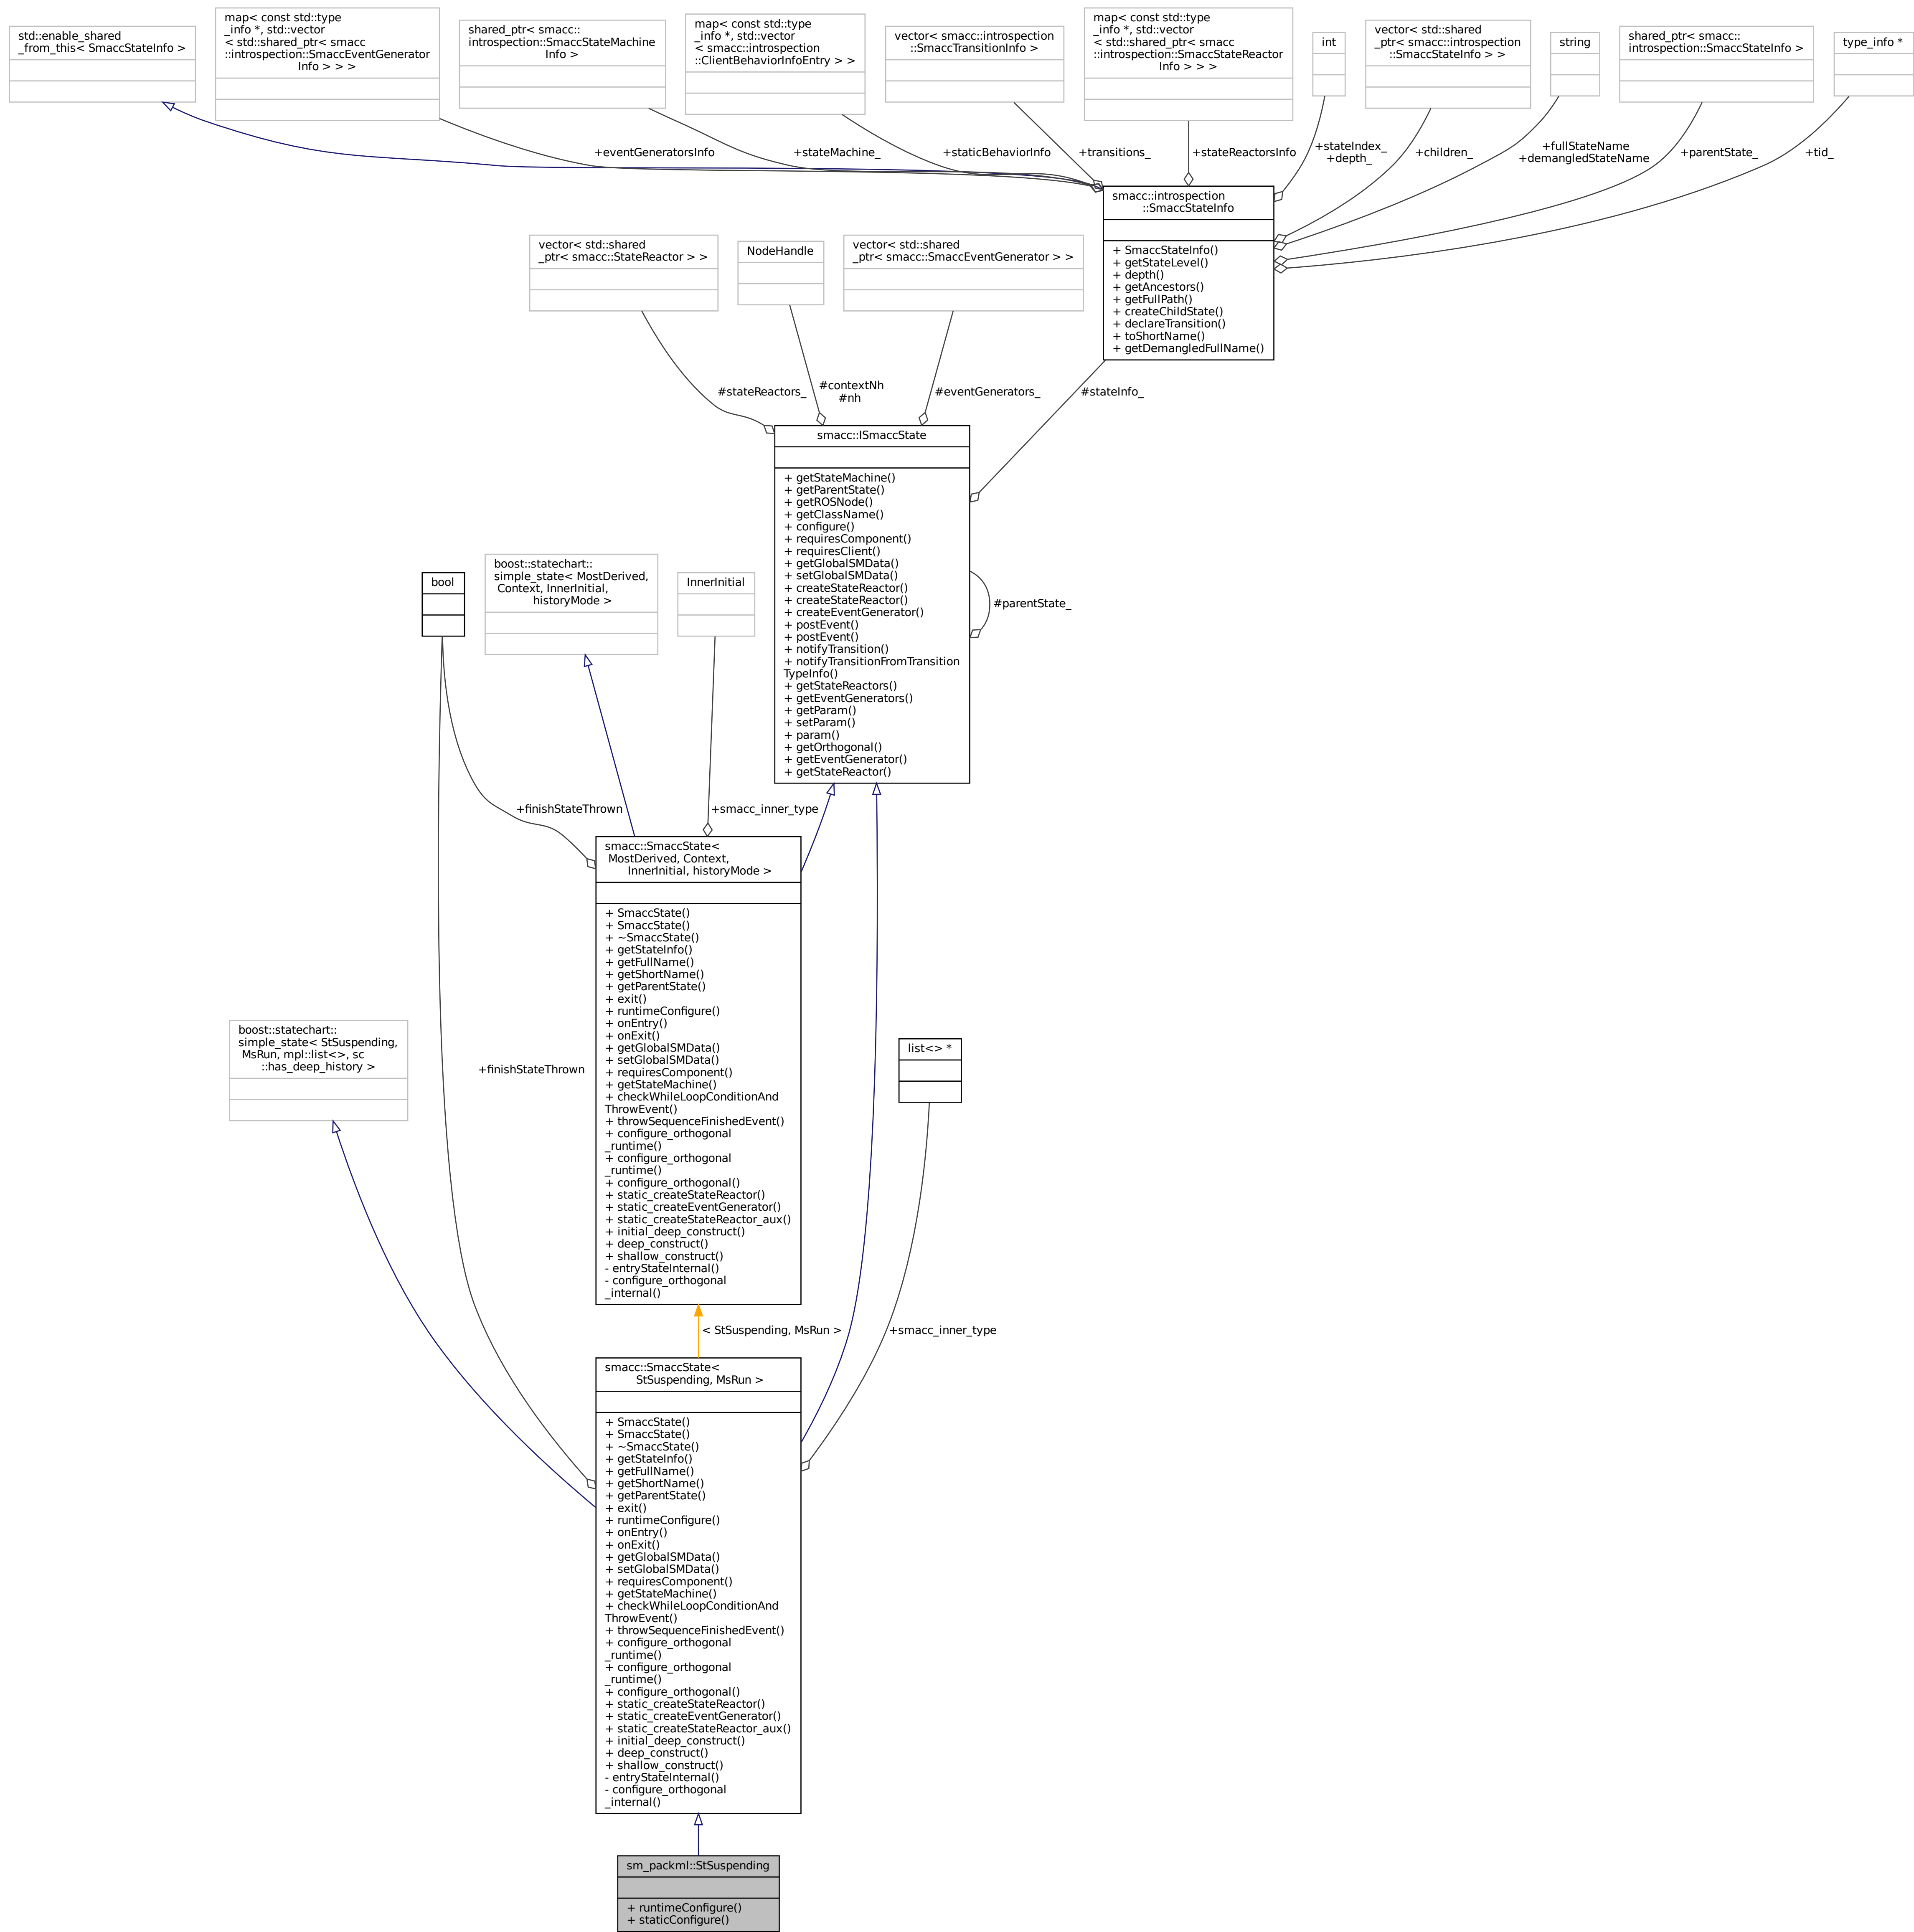 std::enable_shared
_from_this< SmaccStateInfo >
map< const std::type
_info *, std::vector
< std::shared_ptr< smacc
::introspection::SmaccEventGenerator
Info > > >
shared_ptr< smacc::
introspection::SmaccStateMachine
Info >
map< const std::type
_info *, std::vector
< smacc::introspection
::ClientBehaviorInfoEntry > >
vector< smacc::introspection
::SmaccTransitionInfo >
map< const std::type
_info *, std::vector
< std::shared_ptr< smacc
::introspection::SmaccStateReactor
Info > > >
int
vector< std::shared
_ptr< smacc::introspection
::SmaccStateInfo > >
string
shared_ptr< smacc::
introspection::SmaccStateInfo >
type_info *
+eventGeneratorsInfo
+stateMachine_
+staticBehaviorInfo
+transitions_
+stateReactorsInfo
+stateIndex_
+depth_
+children_
+fullStateName
+demangledStateName
+parentState_
+tid_
smacc::introspection
::SmaccStateInfo
+ SmaccStateInfo()
+ getStateLevel()
+ depth()
+ getAncestors()
+ getFullPath()
+ createChildState()
+ declareTransition()
+ toShortName()
+ getDemangledFullName()
vector< std::shared
_ptr< smacc::StateReactor > >
NodeHandle
vector< std::shared
_ptr< smacc::SmaccEventGenerator > >
#stateReactors_
#contextNh
#nh
#eventGenerators_
#stateInfo_
smacc::ISmaccState
+ getStateMachine()
+ getParentState()
+ getROSNode()
+ getClassName()
+ configure()
+ requiresComponent()
+ requiresClient()
+ getGlobalSMData()
+ setGlobalSMData()
+ createStateReactor()
+ createStateReactor()
+ createEventGenerator()
+ postEvent()
+ postEvent()
+ notifyTransition()
+ notifyTransitionFromTransition
TypeInfo()
+ getStateReactors()
+ getEventGenerators()
+ getParam()
+ setParam()
+ param()
+ getOrthogonal()
+ getEventGenerator()
+ getStateReactor()
#parentState_
bool
boost::statechart::
simple_state< MostDerived,
Context, InnerInitial,
historyMode >
InnerInitial
+finishStateThrown
+smacc_inner_type
smacc::SmaccState<
MostDerived, Context,
InnerInitial, historyMode >
+ SmaccState()
+ SmaccState()
+ ~SmaccState()
+ getStateInfo()
+ getFullName()
+ getShortName()
+ getParentState()
+ exit()
+ runtimeConfigure()
+ onEntry()
+ onExit()
+ getGlobalSMData()
+ setGlobalSMData()
+ requiresComponent()
+ getStateMachine()
+ checkWhileLoopConditionAnd
ThrowEvent()
+ throwSequenceFinishedEvent()
+ configure_orthogonal
_runtime()
+ configure_orthogonal
_runtime()
+ configure_orthogonal()
+ static_createStateReactor()
+ static_createEventGenerator()
+ static_createStateReactor_aux()
+ initial_deep_construct()
+ deep_construct()
+ shallow_construct()
- entryStateInternal()
- configure_orthogonal
_internal()
boost::statechart::
simple_state< StSuspending,
MsRun, mpl::list<>, sc
::has_deep_history >
+finishStateThrown
list<> *
< StSuspending, MsRun >
+smacc_inner_type
smacc::SmaccState<
StSuspending, MsRun >
+ SmaccState()
+ SmaccState()
+ ~SmaccState()
+ getStateInfo()
+ getFullName()
+ getShortName()
+ getParentState()
+ exit()
+ runtimeConfigure()
+ onEntry()
+ onExit()
+ getGlobalSMData()
+ setGlobalSMData()
+ requiresComponent()
+ getStateMachine()
+ checkWhileLoopConditionAnd
ThrowEvent()
+ throwSequenceFinishedEvent()
+ configure_orthogonal
_runtime()
+ configure_orthogonal
_runtime()
+ configure_orthogonal()
+ static_createStateReactor()
+ static_createEventGenerator()
+ static_createStateReactor_aux()
+ initial_deep_construct()
+ deep_construct()
+ shallow_construct()
- entryStateInternal()
- configure_orthogonal
_internal()
sm_packml::StSuspending
+ runtimeConfigure()
+ staticConfigure()